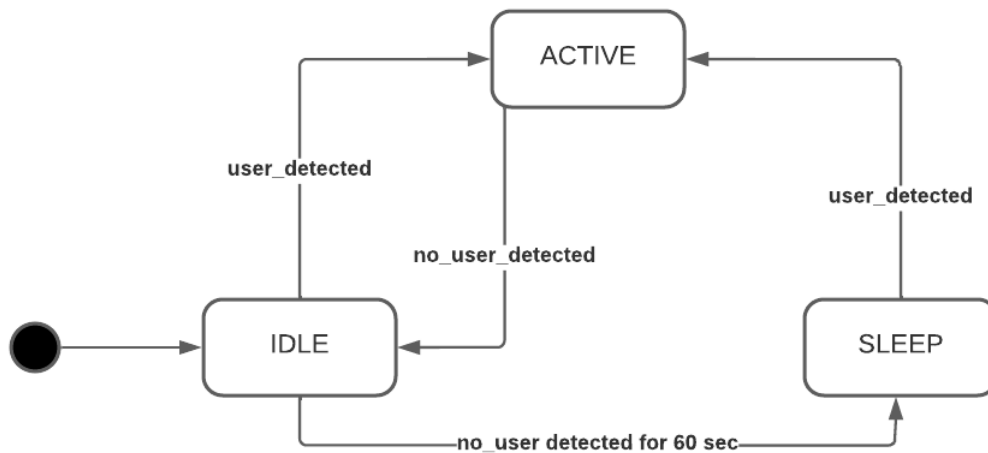 ACTIVE
user_detected
user_detected
no_user_detected
IDLE
SLEEP
no_user detected for 60 sec